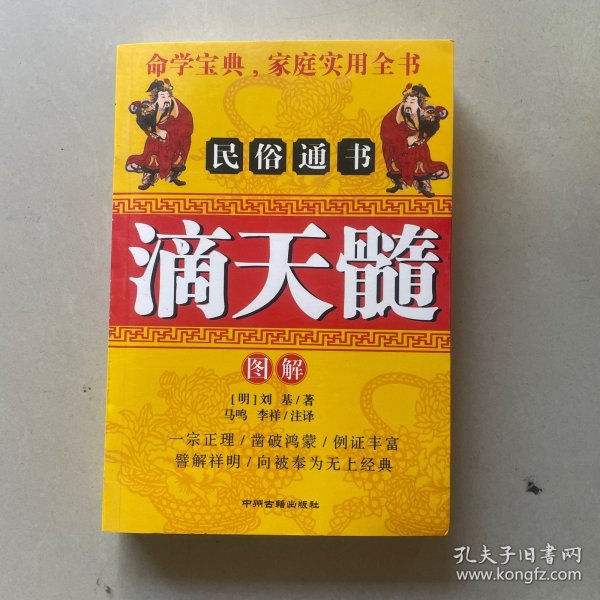 命学宝典，家庭实用全书
民俗通书
滴天髓
图解
［明］刘 基/著
马鸣 李祥/注译
一宗正理/凿破鸿蒙/例证丰富
譬解祥明/向被奉为无上经典
中州古籍出版社
孔夫子旧书网
www.kongfz.com